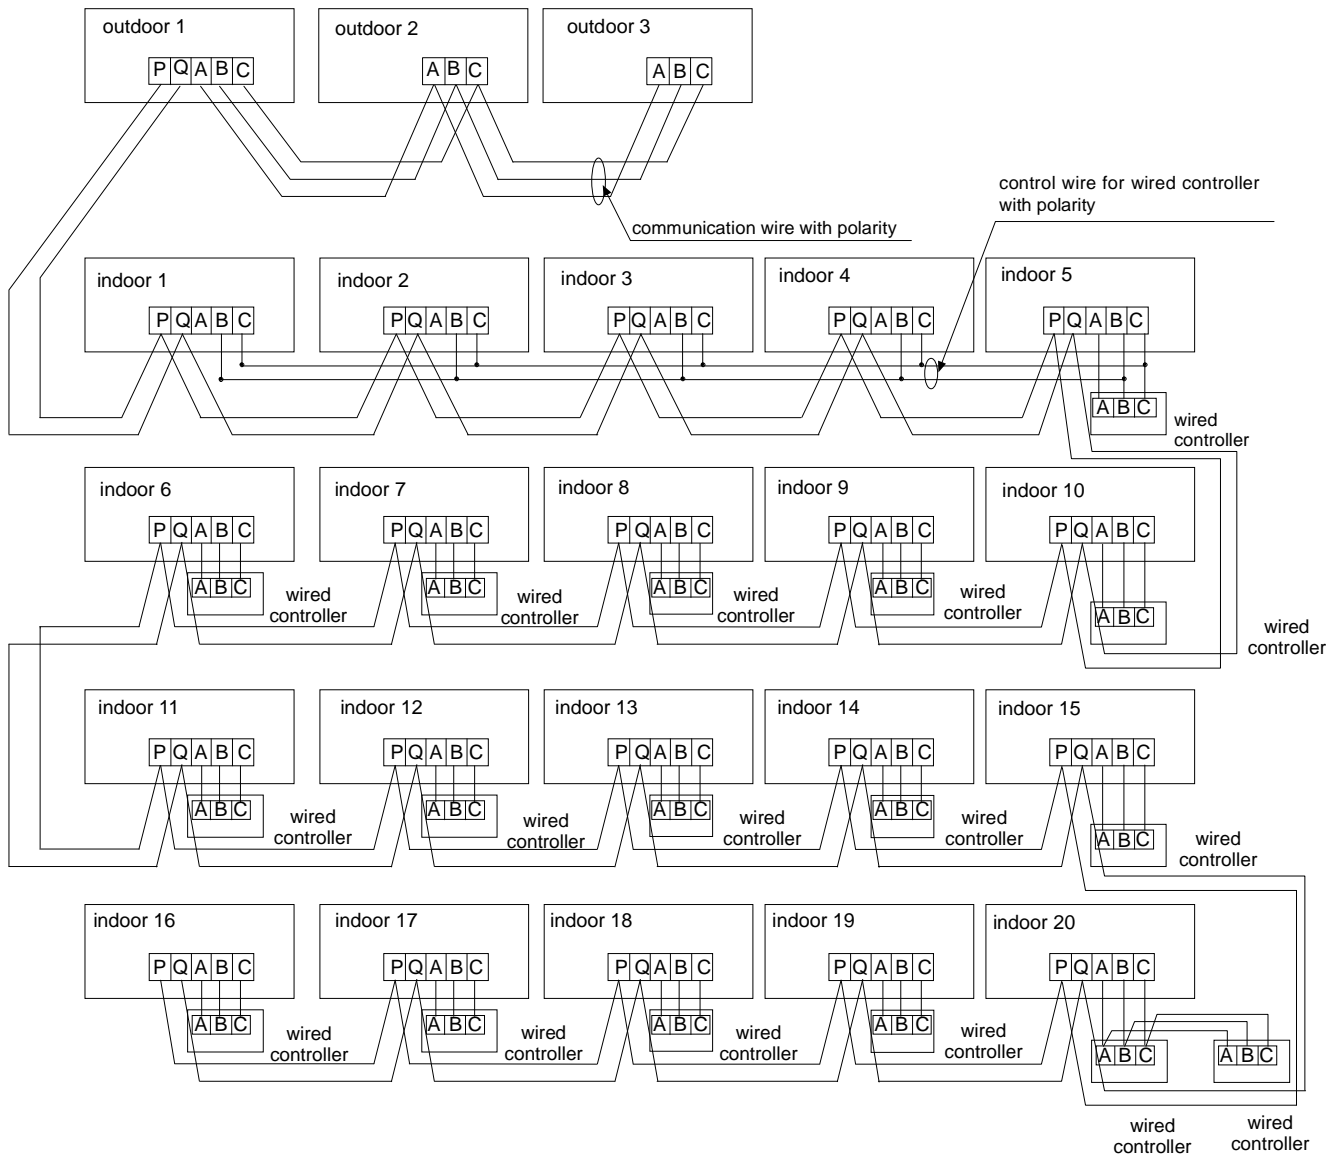 outdoor 1
outdoor 2
outdoor 3
P Q A B C
A B C
A B C
control wire for wired controller
with polarity
communication wire with polarity
indoor 1
indoor 2
indoor 3
indoor 4
indoor 5
P Q A B C
P Q A B C
P Q A B C
P Q A B C
P Q A B C
A B C
wired
controller
indoor 6
indoor 7
indoor 8
indoor 9
indoor 10
P Q A B C
P Q A B C
P Q A B C
P Q A B C
P Q A B C
A B C
wired
controller
A B C
wired
controller
A B C
wired
controller
A B C
wired
controller
A B C
wired
controller
indoor 11
indoor 12
indoor 13
indoor 14
indoor 15
P Q A B C
P Q A B C
P Q A B C
P Q A B C
P Q A B C
A B C
wired
controller
A B C
wired
controller
A B C
wired
controller
A B C
wired
controller
A B C
wired
controller
indoor 16
indoor 17
indoor 18
indoor 19
indoor 20
P Q A B C
P Q A B C
P Q A B C
P Q A B C
P Q A B C
A B C
wired
controller
A B C
wired
controller
A B C
wired
controller
A B C
wired
controller
A B C
A B C
wired
controller
wired
controller